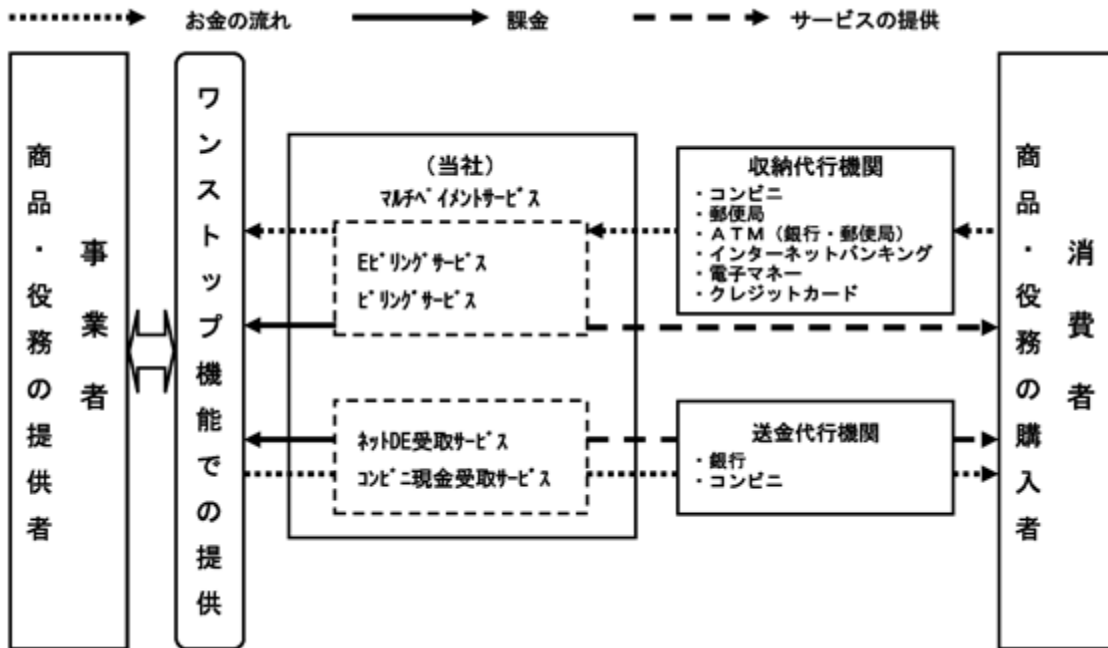 お金の流れ
課金
サービスの提供
商品・役務の提供者
事業者
ワンストップ機能での提供
(当社)
ﾏﾙﾁﾍﾟｲﾒﾝﾄｻｰﾋﾞｽ
Eﾋﾞﾘﾝｸﾞｻｰﾋﾞｽ
ﾋﾞﾘﾝｸﾞｻｰﾋﾞｽ
ﾈｯﾄDE受取ｻｰﾋﾞｽ
ｺﾝﾋﾞﾆ現金受取ｻｰﾋﾞｽ
収納代行機関
・コンビニ
・郵便局
・ＡＴＭ（銀行・郵便局）
・インターネットバンキング
・電子マネー
・クレジットカード
送金代行機関
・銀行
・コンビニ
商品・役務の購入者
消費者